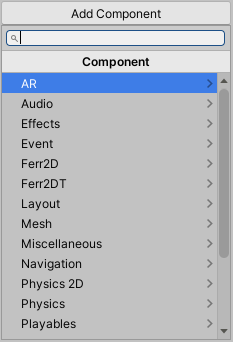 Add Component
Component
AR
Audio
Effects
Event
Ferr2D
Ferr2DT
Layout
Mesh
Miscellaneous
Navigation
Physics 2D
Physics
Playables